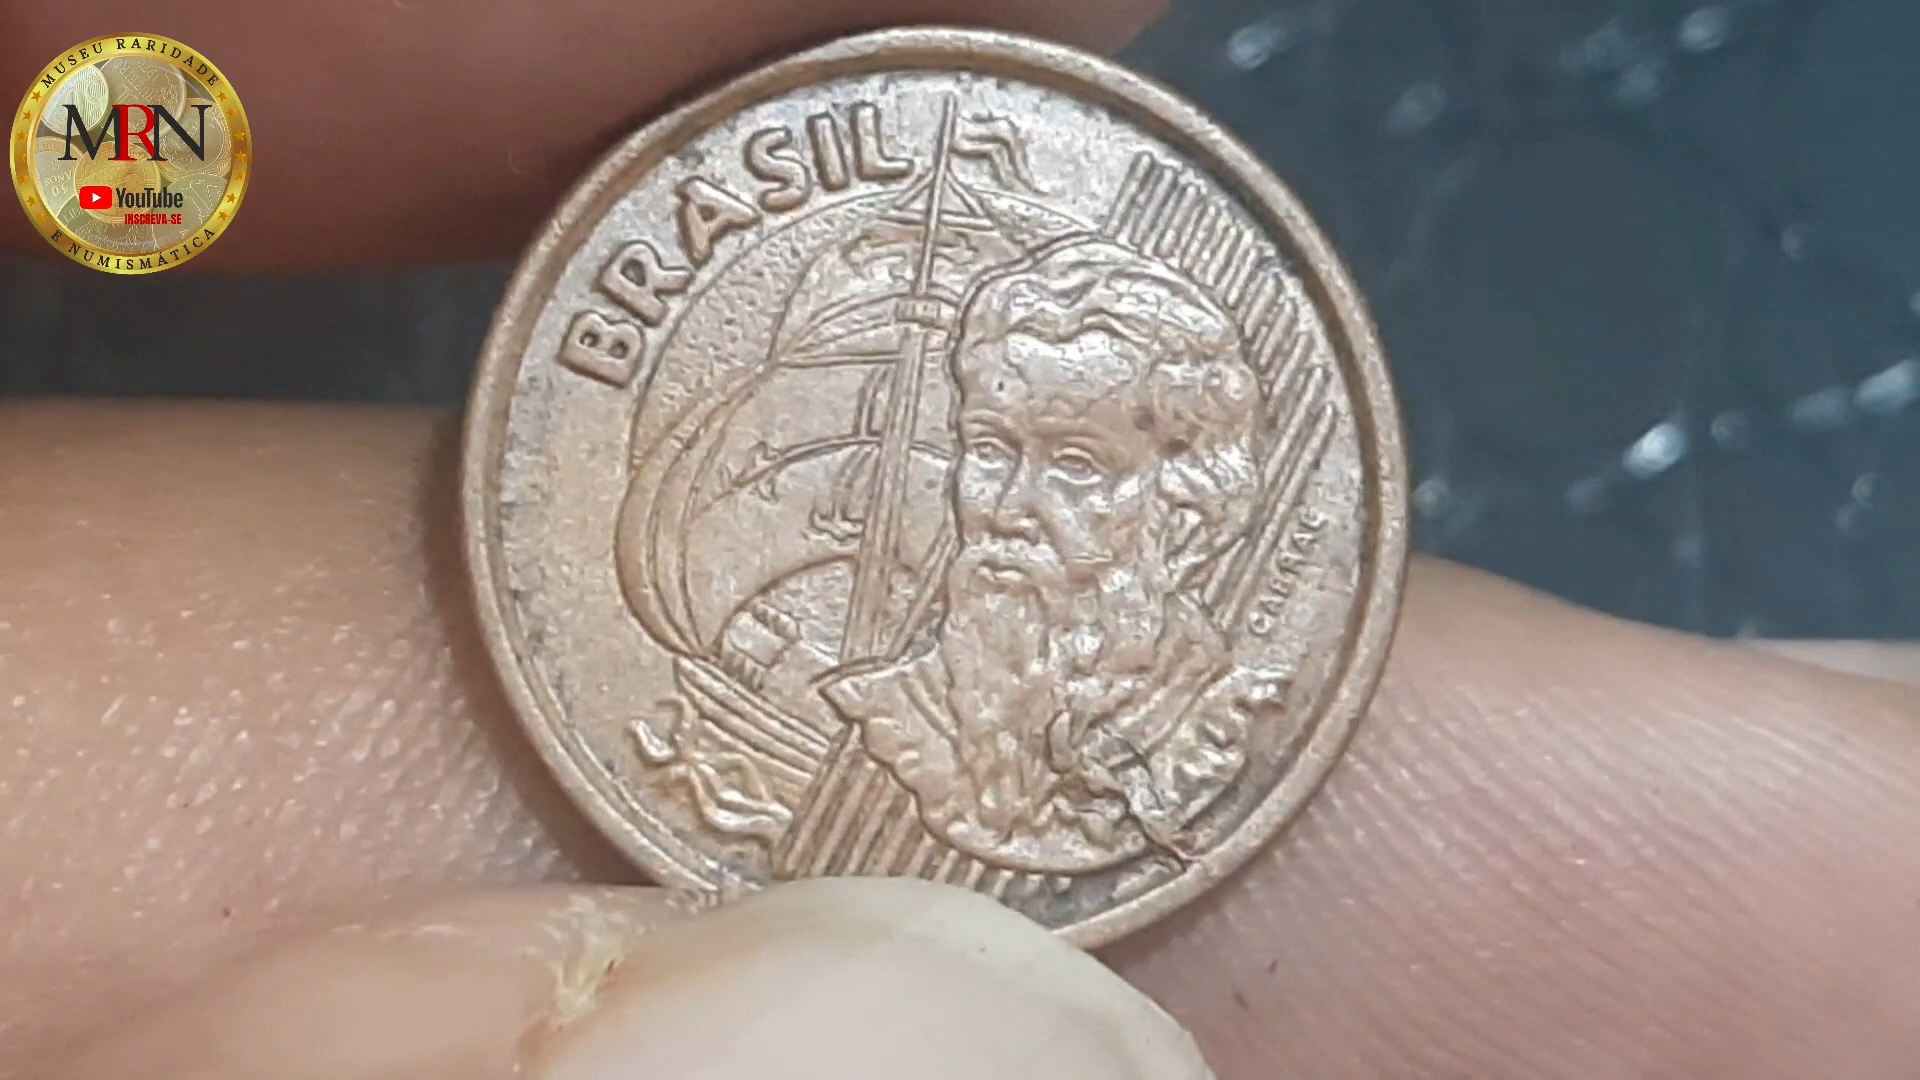 MUSEU RARIDADE
MRN
YouTube
INSCREVA-SE
E NUMISMÁTICA
BRASIL
CABRAL